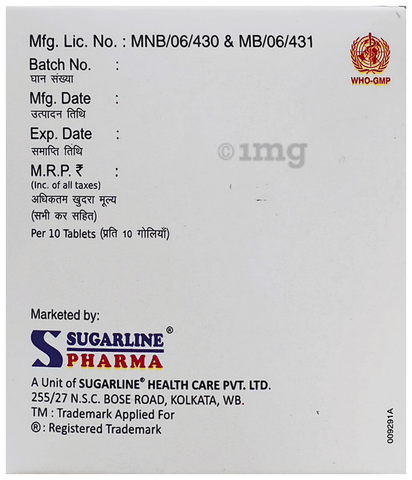 Mfg. Lic. No. : MNB/06/430 & MB/06/431
Batch No. :
घान संख्या
Mfg. Date :
उत्पादन तिथि
Exp. Date :
समाप्ति तिथि
M.R.P. ₹ :
(Inc. of all taxes)
अधिकतम खुदरा मूल्य
(सभी कर सहित)
Per 10 Tablets (प्रति 10 गोलियाँ)
WHO-GMP
©1mg
Marketed by:
S SUGARLINE®
PHARMA
A Unit of SUGARLINE® HEALTH CARE PVT. LTD.
255/27 N.S.C. BOSE ROAD, KOLKATA, WB.
TM : Trademark Applied For
® : Registered Trademark
009291A